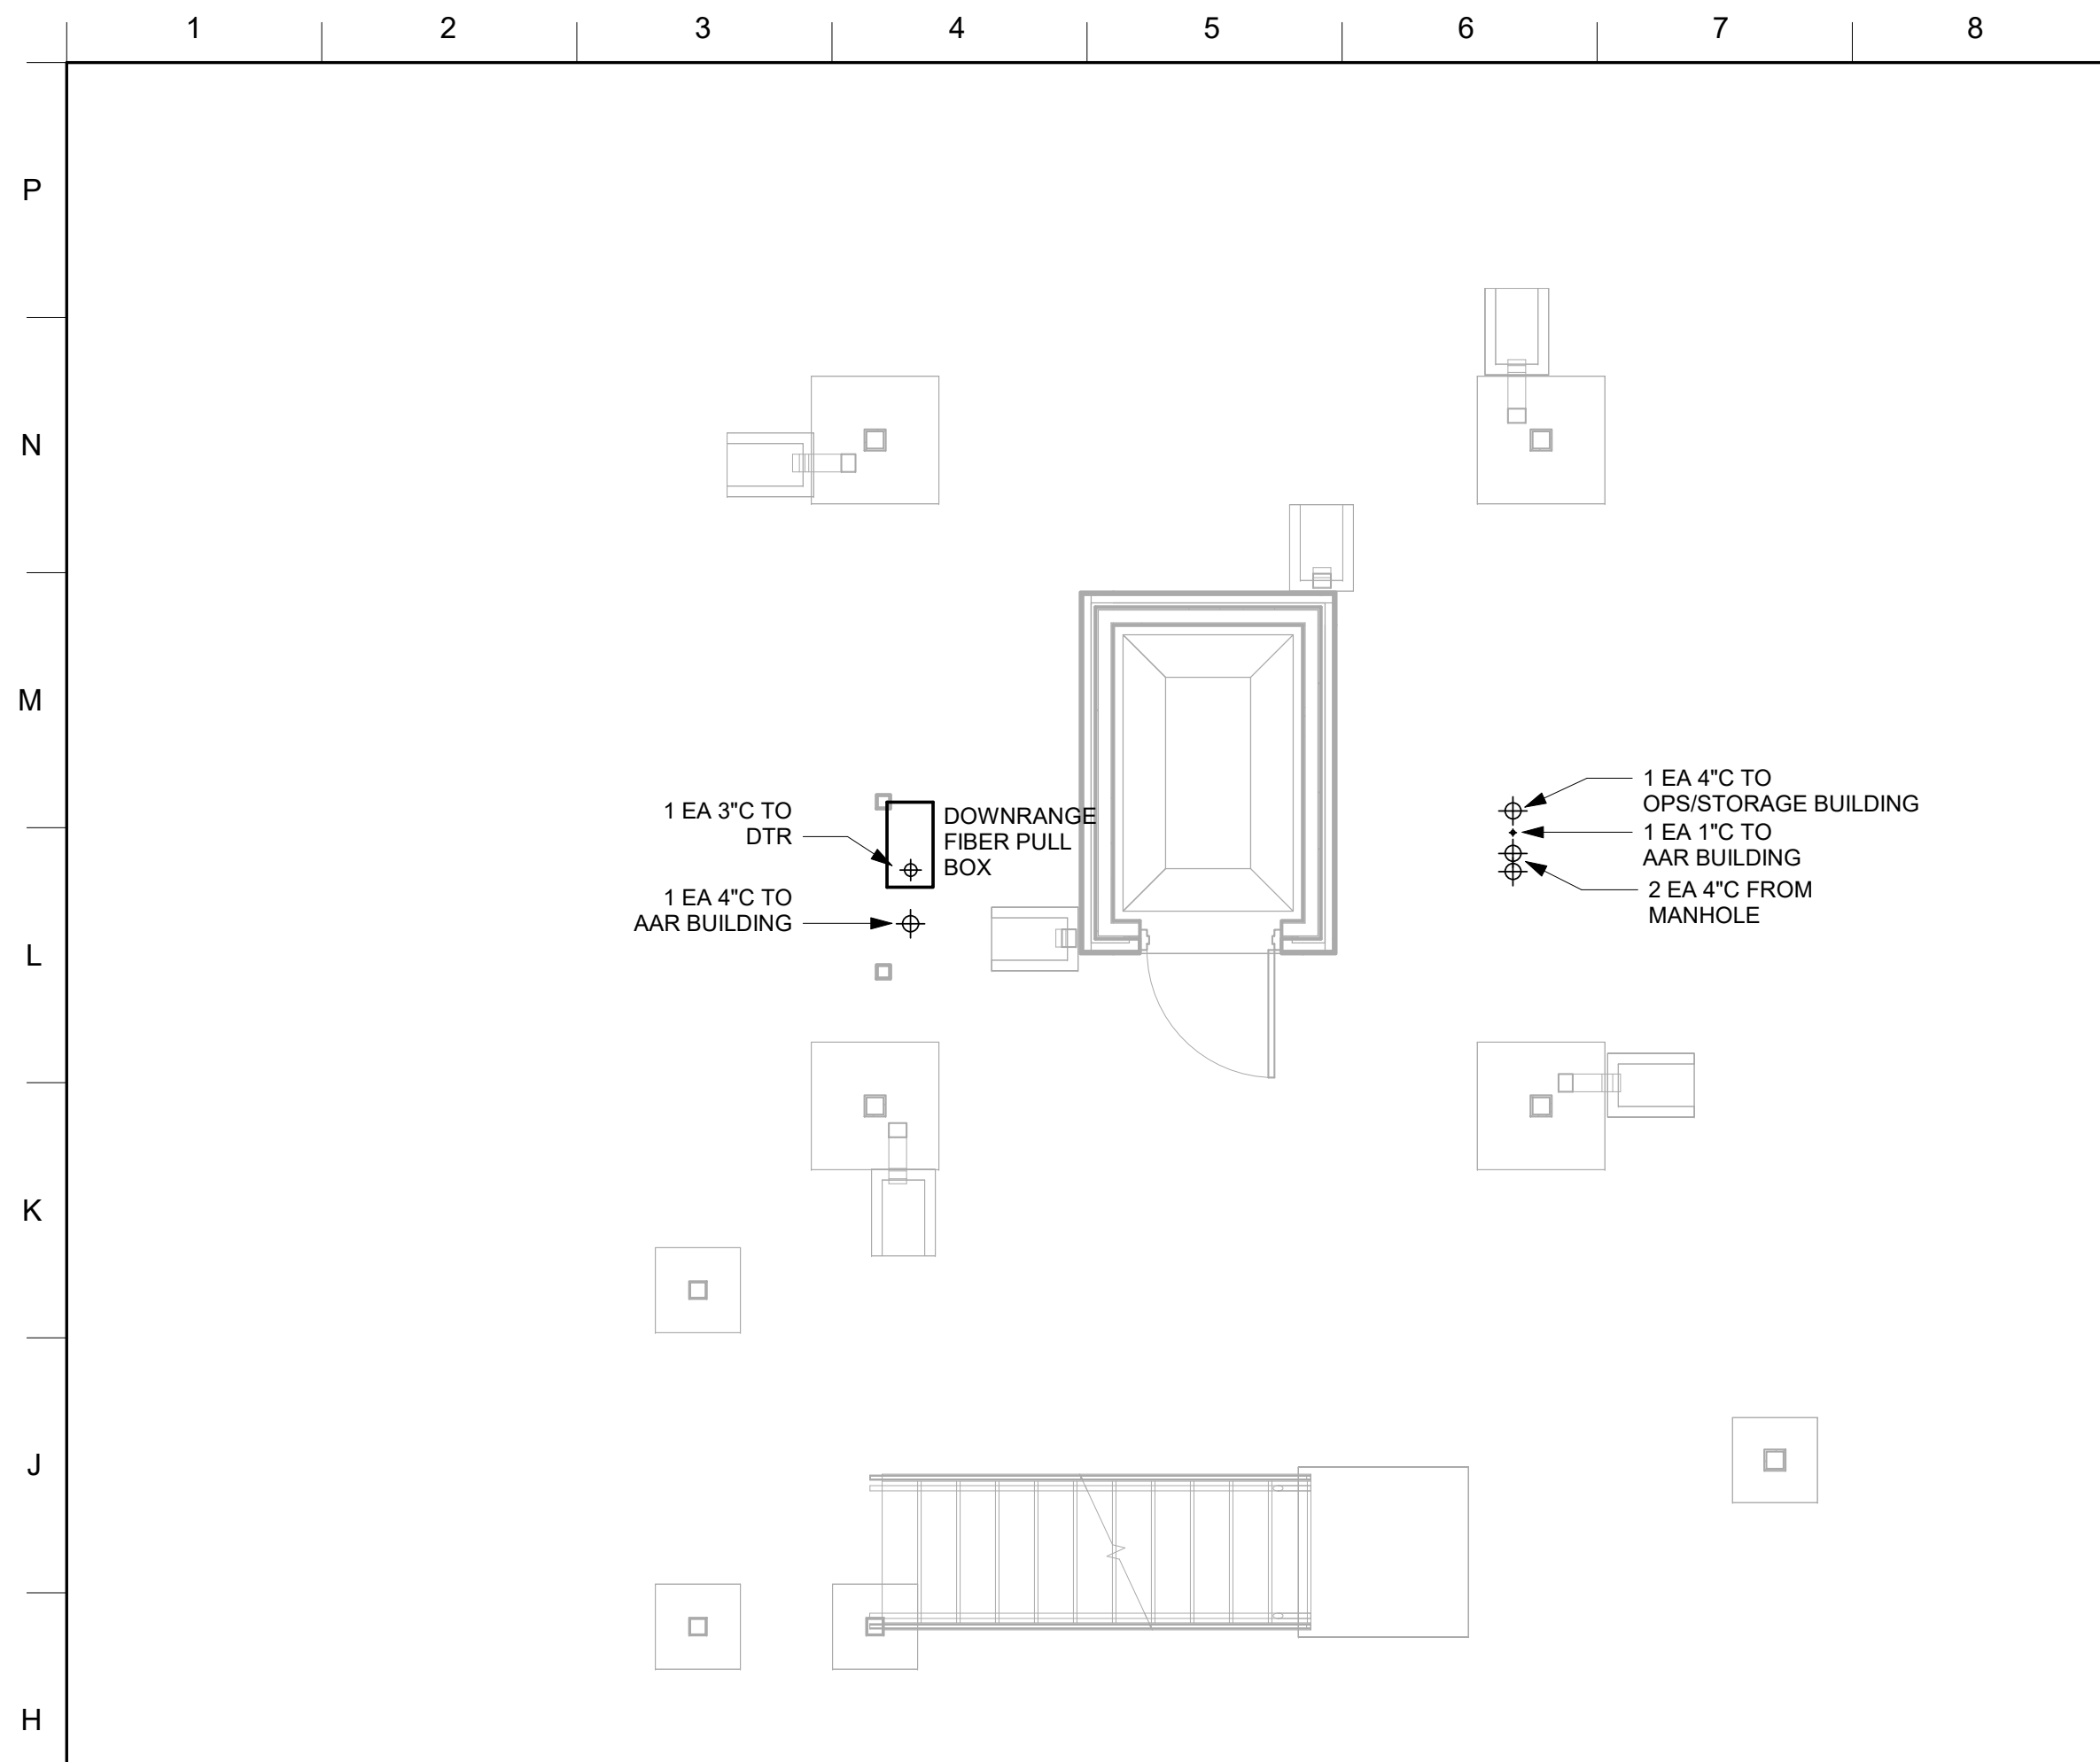 1 2 3 4 5 6 7 8
P
N
M
1 EA 4"C TO
OPS/STORAGE BUILDING
1 EA 3"C TO
DTR
DOWNRANGE
FIBER PULL
BOX
1 EA 1"C TO
AAR BUILDING
1 EA 4"C TO
AAR BUILDING
2 EA 4"C FROM
MANHOLE
L
K
J
H